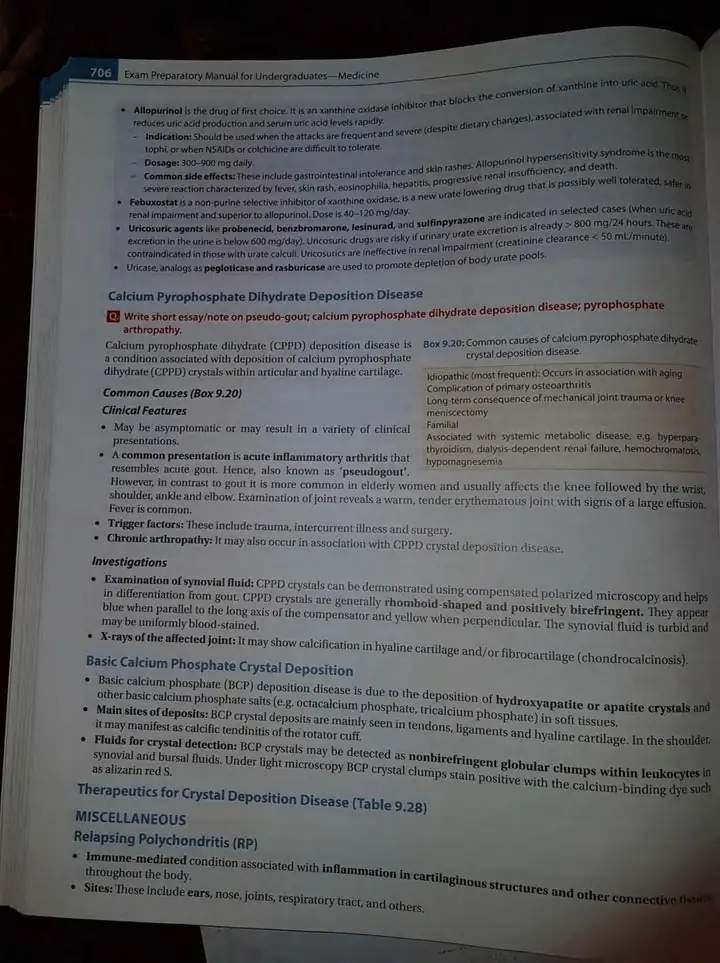 706 Exam Preparatory Manual for Undergraduates—Medicine
• Allopurinol is the drug of first choice. It is an xanthine oxidase inhibitor that blocks the conversion of xanthine into uric acid. Thus, it
reduces uric acid production and serum uric acid levels rapidly.
– Indication: Should be used when the attacks are frequent and severe (despite dietary changes), associated with renal impairment or
tophi, or when NSAIDs or colchicine are difficult to tolerate.
– Dosage: 300–900 mg daily.
– Common side effects: These include gastrointestinal intolerance and skin rashes. Allopurinol hypersensitivity syndrome is the most
severe reaction characterized by fever, skin rash, eosinophilia, hepatitis, progressive renal insufficiency, and death.
• Febuxostat is a non-purine selective inhibitor of xanthine oxidase, is a new urate lowering drug that is possibly well tolerated, safer in
renal impairment and superior to allopurinol. Dose is 40–120 mg/day.
• Uricosuric agents like probenecid, benzbromarone, lesinurad, and sulfinpyrazone are indicated in selected cases (when uric acid
excretion in the urine is below 600 mg/day). Uricosuric drugs are risky if urinary urate excretion is already > 800 mg/24 hours. These are
contraindicated in those with urate calculi. Uricosurics are ineffective in renal impairment (creatinine clearance < 50 mL/minute).
• Uricase, analogs as pegloticase and rasburicase are used to promote depletion of body urate pools.
Calcium Pyrophosphate Dihydrate Deposition Disease
Q. Write short essay/note on pseudo-gout; calcium pyrophosphate dihydrate deposition disease; pyrophosphate
arthropathy.
Calcium pyrophosphate dihydrate (CPPD) deposition disease is
a condition associated with deposition of calcium pyrophosphate
dihydrate (CPPD) crystals within articular and hyaline cartilage.
Common Causes (Box 9.20)
Clinical Features
• May be asymptomatic or may result in a variety of clinical
presentations.
• A common presentation is acute inflammatory arthritis that
resembles acute gout. Hence, also known as 'pseudogout'.
Box 9.20: Common causes of calcium pyrophosphate dihydrate
crystal deposition disease.
Idiopathic (most frequent): Occurs in association with aging
Complication of primary osteoarthritis
Long-term consequence of mechanical joint trauma or knee
meniscectomy
Familial
Associated with systemic metabolic disease, e.g. hyperpara-
thyroidism, dialysis-dependent renal failure, hemochromatosis,
hypomagnesemia
However, in contrast to gout it is more common in elderly women and usually affects the knee followed by the wrist,
shoulder, ankle and elbow. Examination of joint reveals a warm, tender erythematous joint with signs of a large effusion.
Fever is common.
• Trigger factors: These include trauma, intercurrent illness and surgery.
• Chronic arthropathy: It may also occur in association with CPPD crystal deposition disease.
Investigations
• Examination of synovial fluid: CPPD crystals can be demonstrated using compensated polarized microscopy and helps
in differentiation from gout. CPPD crystals are generally rhomboid-shaped and positively birefringent. They appear
blue when parallel to the long axis of the compensator and yellow when perpendicular. The synovial fluid is turbid and
may be uniformly blood-stained.
• X-rays of the affected joint: It may show calcification in hyaline cartilage and/or fibrocartilage (chondrocalcinosis).
Basic Calcium Phosphate Crystal Deposition
• Basic calcium phosphate (BCP) deposition disease is due to the deposition of hydroxyapatite or apatite crystals and
other basic calcium phosphate salts (e.g. octacalcium phosphate, tricalcium phosphate) in soft tissues.
• Main sites of deposits: BCP crystal deposits are mainly seen in tendons, ligaments and hyaline cartilage. In the shoulder,
it may manifest as calcific tendinitis of the rotator cuff.
• Fluids for crystal detection: BCP crystals may be detected as nonbirefringent globular clumps within leukocytes in
synovial and bursal fluids. Under light microscopy BCP crystal clumps stain positive with the calcium-binding dye such
as alizarin red S.
Therapeutics for Crystal Deposition Disease (Table 9.28)
MISCELLANEOUS
Relapsing Polychondritis (RP)
• Immune-mediated condition associated with inflammation in cartilaginous structures and other connective tissues
throughout the body.
• Sites: These include ears, nose, joints, respiratory tract, and others.